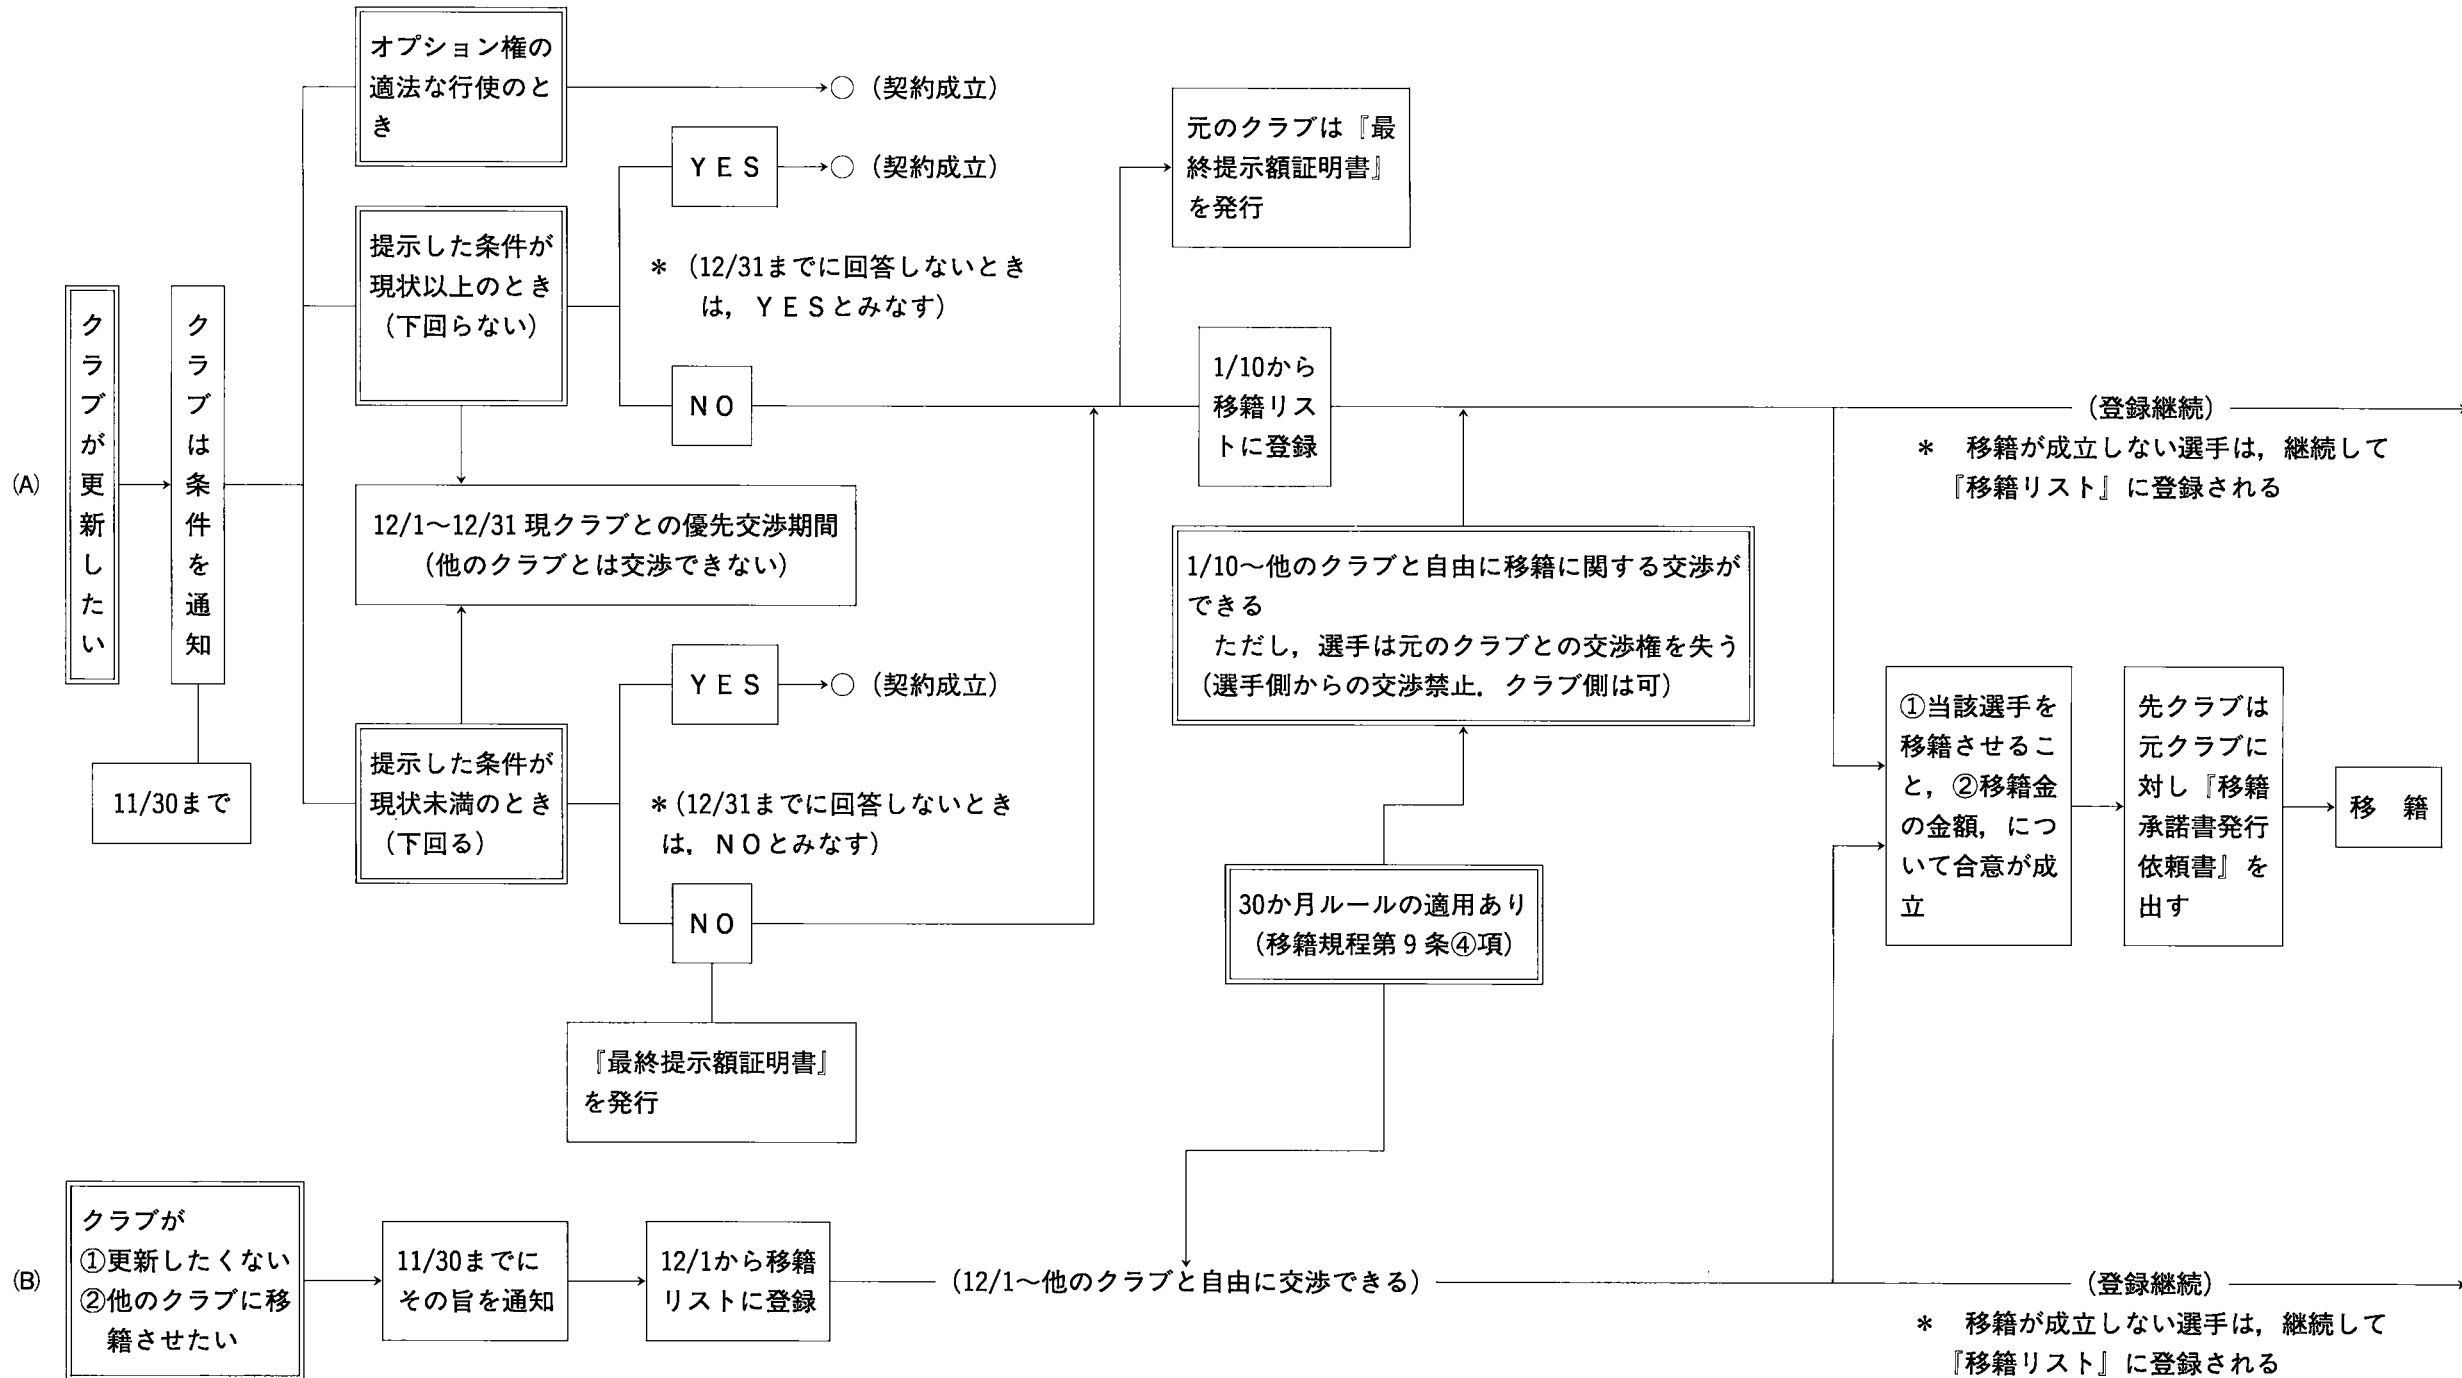 (A)
クラブが更新したい
クラブは条件を通知
11/30まで
オプション権の
適法な行使のと
き
○（契約成立）
提示した条件が
現状以上のとき
（下回らない）
ＹＥＳ
○（契約成立）
＊（12/31までに回答しないとき
は，ＹＥＳとみなす）
ＮＯ
12/1～12/31 現クラブとの優先交渉期間
（他のクラブとは交渉できない）
提示した条件が
現状未満のとき
（下回る）
ＹＥＳ
○（契約成立）
＊（12/31までに回答しないとき
は，ＮＯとみなす）
ＮＯ
『最終提示額証明書』
を発行
元のクラブは『最
終提示額証明書』
を発行
1/10から
移籍リス
トに登録
1/10～他のクラブと自由に移籍に関する交渉が
できる
ただし，選手は元のクラブとの交渉権を失う
（選手側からの交渉禁止．クラブ側は可）
30か月ルールの適用あり
（移籍規程第９条④項）
（登録継続）
＊　移籍が成立しない選手は，継続して
『移籍リスト』に登録される
①当該選手を
移籍させるこ
と，②移籍金
の金額，につ
いて合意が成
立
先クラブは
元クラブに
対し『移籍
承諾書発行
依頼書』を
出す
移　籍
(B)
クラブが
①更新したくない
②他のクラブに移
籍させたい
11/30までに
その旨を通知
12/1から移籍
リストに登録
（12/1～他のクラブと自由に交渉できる）
（登録継続）
＊　移籍が成立しない選手は，継続して
『移籍リスト』に登録される